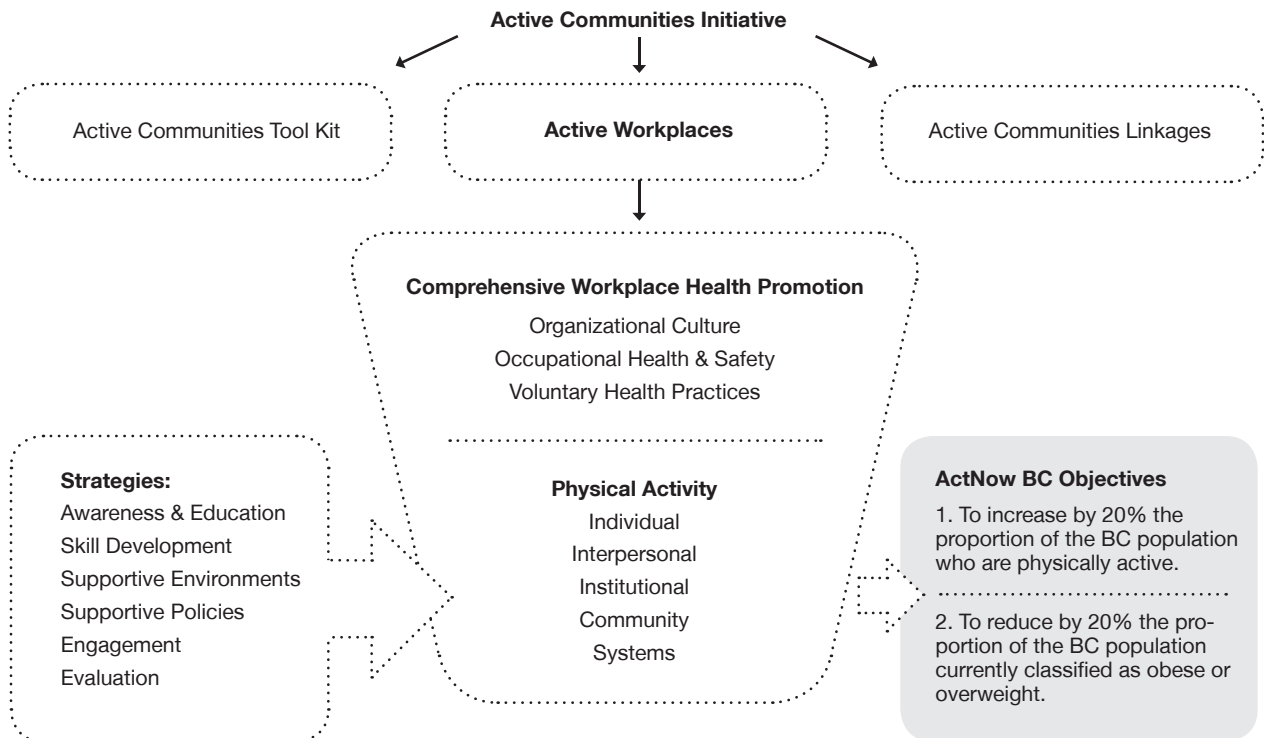 Active Communities Initiative
Active Communities Tool Kit
Active Workplaces
Active Communities Linkages
Comprehensive Workplace Health Promotion
Organizational Culture
Occupational Health & Safety
Voluntary Health Practices
Strategies:
Awareness & Education
Skill Development
Supportive Environments
Supportive Policies
Engagement
Evaluation
Physical Activity
Individual
Interpersonal
Institutional
Community
Systems
ActNow BC Objectives
1. To increase by 20% the
proportion of the BC population
who are physically active.
2. To reduce by 20% the pro-
portion of the BC population
currently classified as obese or
overweight.